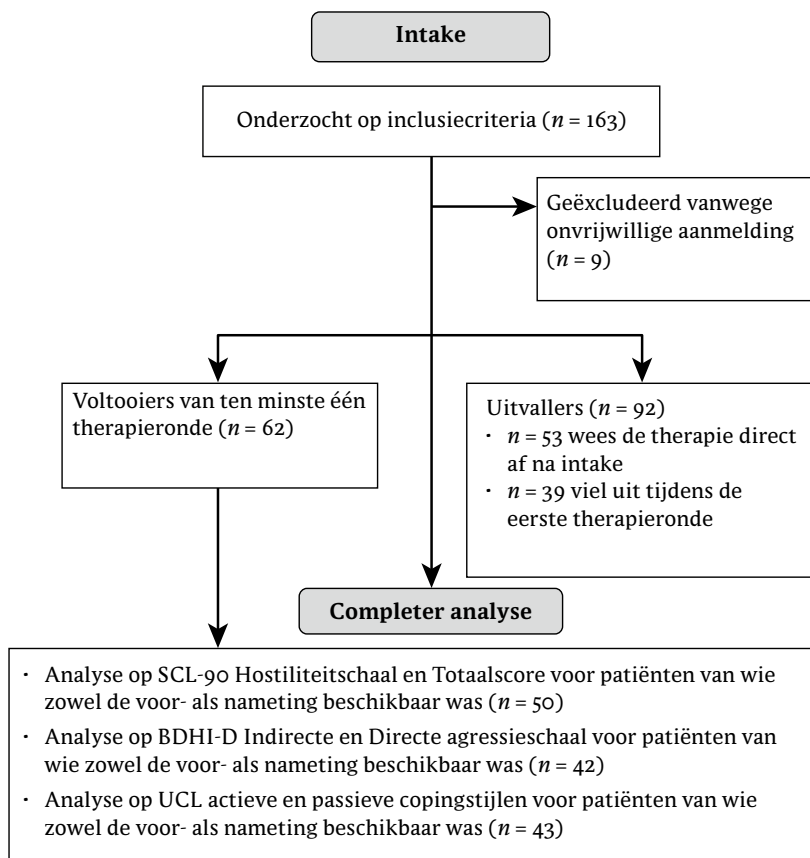 Intake
Onderzocht op inclusiecriteria (n = 163)
Geëxcludeerd vanwege
onvrijwillige aanmelding
(n = 9)
Voltooiers van ten minste één
therapieronde (n = 62)
Uitvallers (n = 92)
· n = 53 wees de therapie direct
af na intake
· n = 39 viel uit tijdens de
eerste therapieronde
Completer analyse
· Analyse op SCL-90 Hostiliteitschaal en Totaalscore voor patiënten van wie
zowel de voor- als nameting beschikbaar was (n = 50)
· Analyse op BDHI-D Indirecte en Directe agressieschaal voor patiënten van
wie zowel de voor- als nameting beschikbaar was (n = 42)
· Analyse op UCL actieve en passieve copingstijlen voor patiënten van wie
zowel de voor- als nameting beschikbaar was (n = 43)